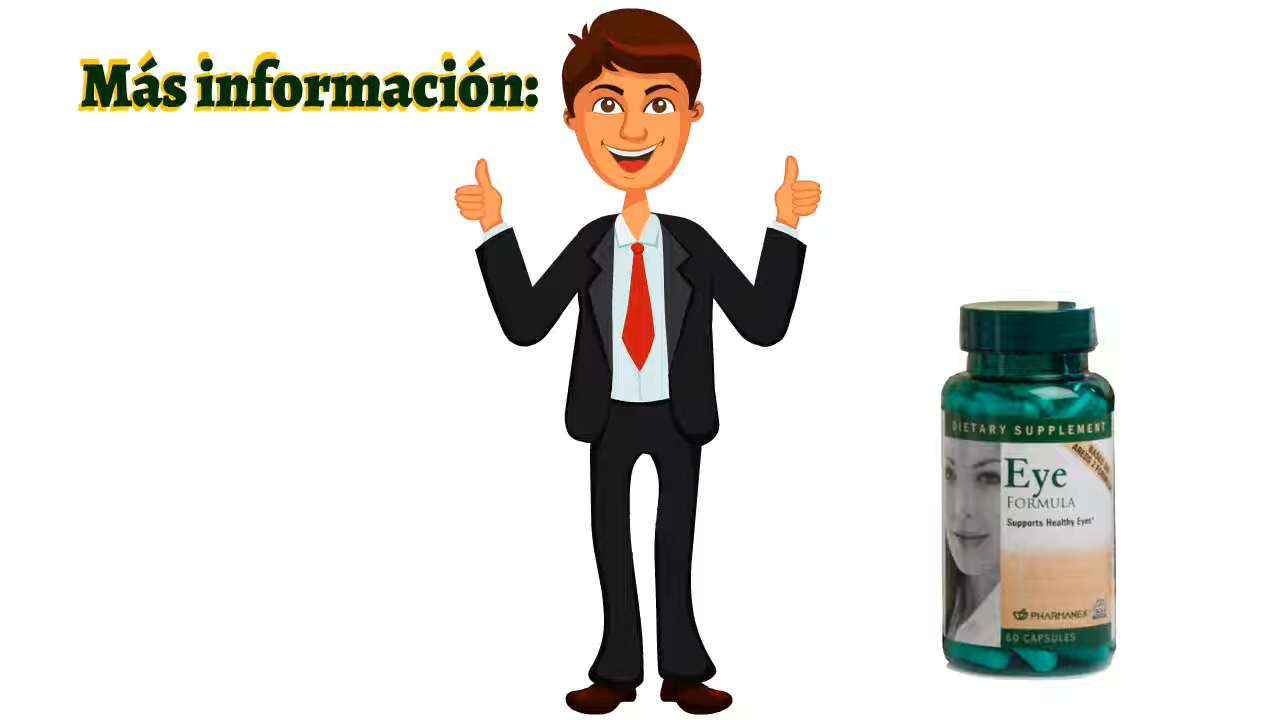 Más información:
DIETARY SUPPLEMENT
Eye
FORMULA
Supports Healthy Eyes*
PHARMANEX
60 CAPSULES